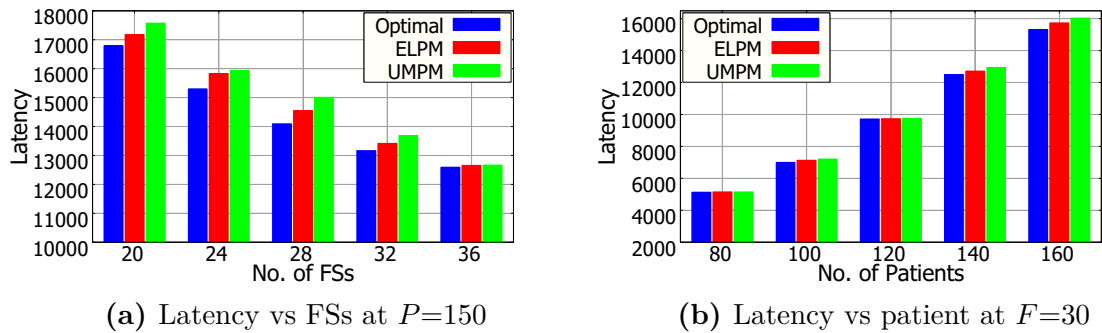 18000
17000
16000
15000
14000
13000
12000
11000
10000
Latency
Optimal
ELPM
UMPM
20 24 28 32 36
No. of FSs
(a) Latency vs FSs at P=150
16000
14000
12000
10000
8000
6000
4000
2000
Latency
Optimal
ELPM
UMPM
80 100 120 140 160
No. of Patients
(b) Latency vs patient at F=30